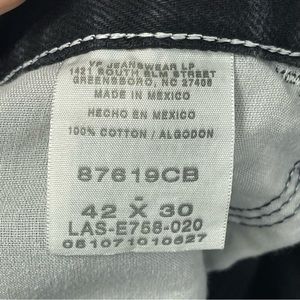 VF JEANSWEAR LP
1421 SOUTH ELM STREET
GREENSBORO, NC 27406
MADE IN MEXICO
HECHO EN MEXICO
100% COTTON / ALGODON
87619CB
-
42 X 30
LAS-E758-020
081071010627